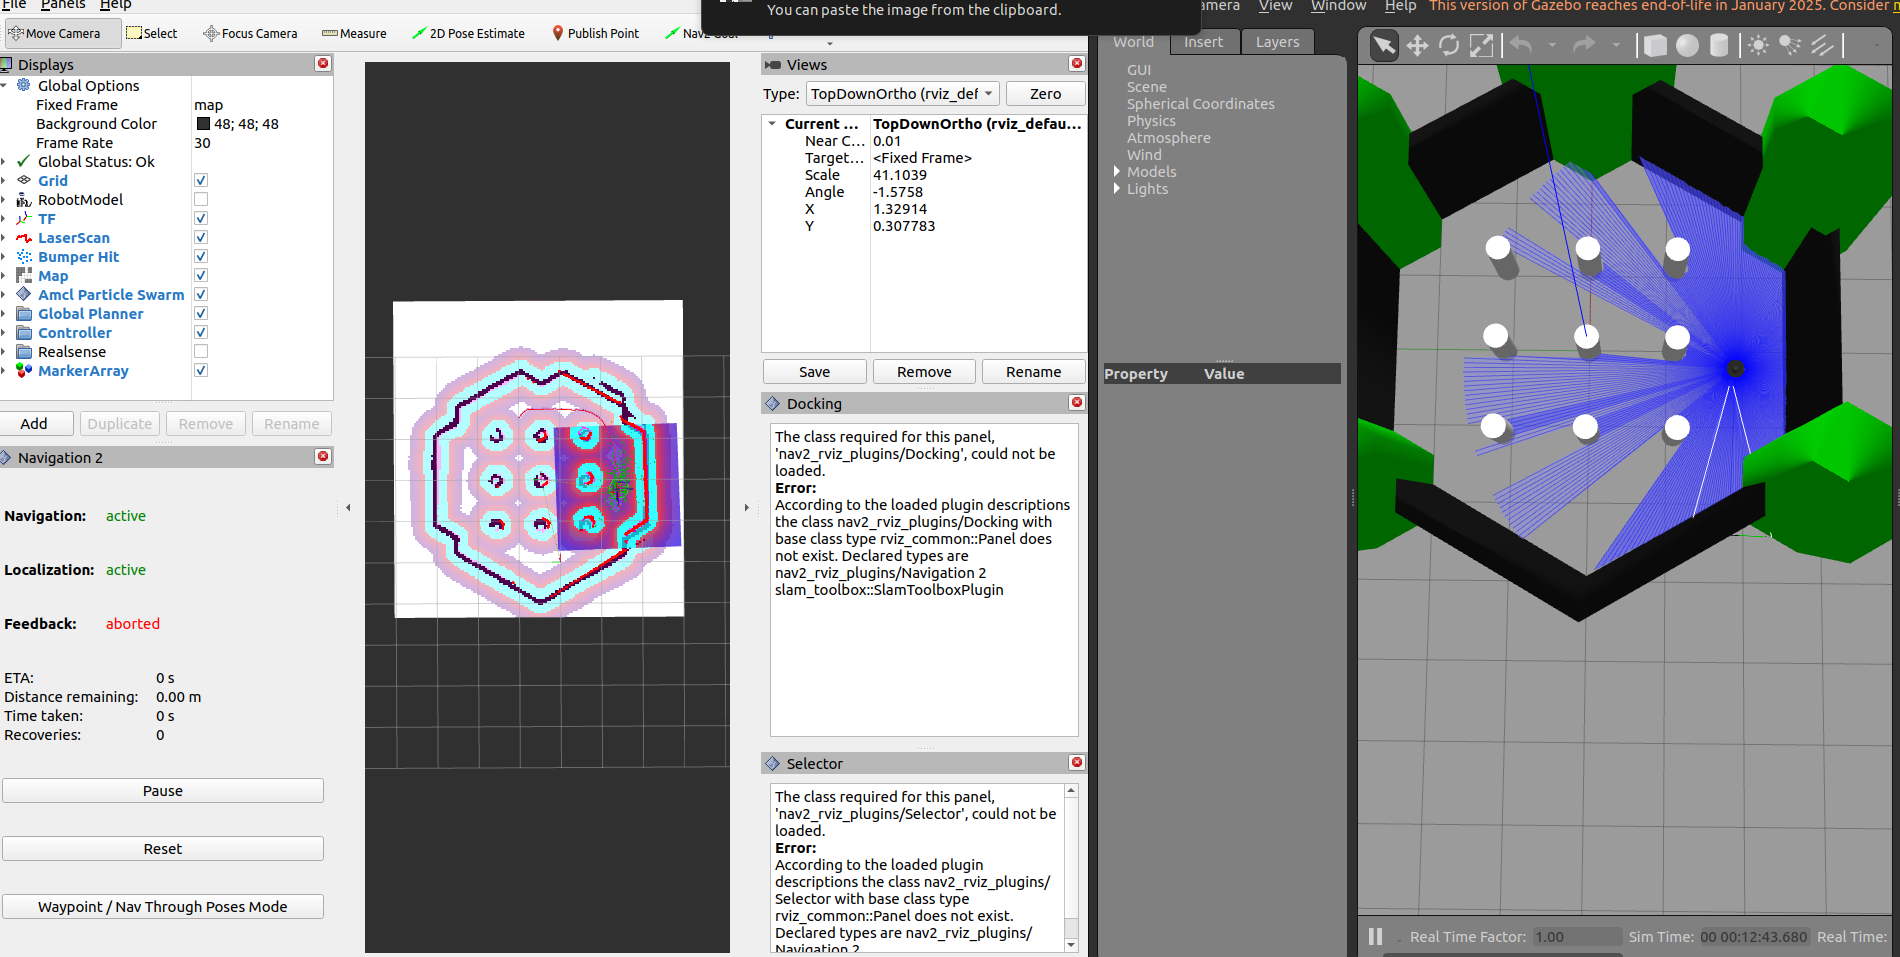 You can paste the image from the clipboard.
File Panels Help
Move Camera Select Focus Camera Measure 2D Pose Estimate Publish Point
Displays
Global Options
Fixed Frame map
Background Color 48; 48; 48
Frame Rate 30
Global Status: Ok
Grid
RobotModel
TF
LaserScan
Bumper Hit
Map
Amcl Particle Swarm
Global Planner
Controller
Realsense
MarkerArray
Add Duplicate Remove Rename
Navigation 2
Navigation: active
Localization: active
Feedback: aborted
ETA: 0 s
Distance remaining: 0.00 m
Time taken: 0 s
Recoveries: 0
Pause
Reset
Waypoint / Nav Through Poses Mode
Views
Type: TopDownOrtho (rviz_def Zero
Current ... TopDownOrtho (rviz_defau...
Near C... 0.01
Target... <Fixed Frame>
Scale 41.1039
Angle -1.5758
X 1.32914
Y 0.307783
Save Remove Rename
Docking
The class required for this panel,
'nav2_rviz_plugins/Docking', could not be
loaded.
Error:
According to the loaded plugin descriptions
the class nav2_rviz_plugins/Docking with
base class type rviz_common::Panel does
not exist. Declared types are
nav2_rviz_plugins/Navigation 2
slam_toolbox::SlamToolboxPlugin
Selector
The class required for this panel,
'nav2_rviz_plugins/Selector', could not be
loaded.
Error:
According to the loaded plugin
descriptions the class nav2_rviz_plugins/
Selector with base class type
rviz_common::Panel does not exist.
Declared types are nav2_rviz_plugins/
Navigation 2
amera View Window Help This version of Gazebo reaches end-of-life in January 2025. Consider
World Insert Layers
GUI
Scene
Spherical Coordinates
Physics
Atmosphere
Wind
Models
Lights
Property Value
Real Time Factor: 1.00 Sim Time: 00 00:12:43.680 Real Time: